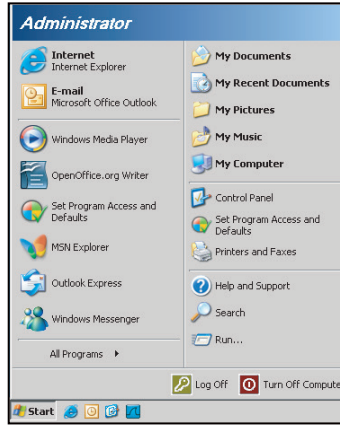 Administrator
Internet
Internet Explorer
E-mail
Microsoft Office Outlook
Windows Media Player
OpenOffice.org Writer
Set Program Access and
Defaults
MSN Explorer
Outlook Express
Windows Messenger
All Programs
My Documents
My Recent Documents
My Pictures
My Music
My Computer
Control Panel
Set Program Access and
Defaults
Printers and Faxes
Help and Support
Search
Run...
Log Off
Turn Off Compute
Start